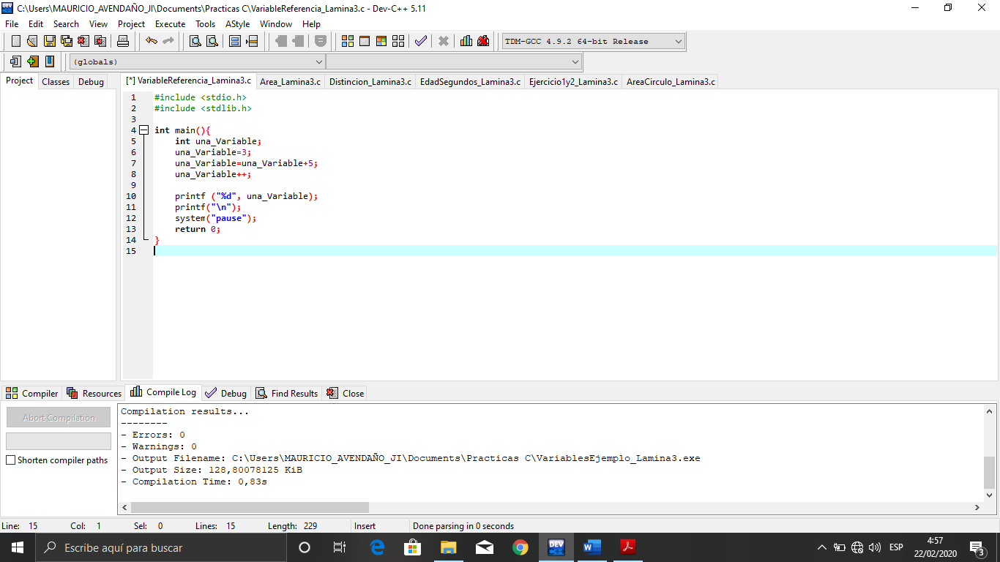 C:\Users\MAURICIO_AVENDAÑO_JI\Documents\Practicas C\VariableReferencia_Lamina3.c - Dev-C++ 5.11
File Edit Search View Project Execute Tools AStyle Window Help
TDM-GCC 4.9.2 64-bit Release
(globals)
Project Classes Debug
[*] VariableReferencia_Lamina3.c Area_Lamina3.c Distincion_Lamina3.c EdadSegundos_Lamina3.c Ejercicio1y2_Lamina3.c AreaCirculo_Lamina3.c
1 #include <stdio.h>
2 #include <stdlib.h>
3
4 int main(){
5 int una_Variable;
6 una_Variable=3;
7 una_Variable=una_Variable+5;
8 una_Variable++;
9
10 printf ("%d", una_Variable);
11 printf("\n");
12 system("pause");
13 return 0;
14 }
15
Compiler Resources Compile Log Debug Find Results Close
Abort Compilation
Shorten compiler paths
Compilation results...
--------
- Errors: 0
- Warnings: 0
- Output Filename: C:\Users\MAURICIO_AVENDAÑO_JI\Documents\Practicas C\VariablesEjemplo_Lamina3.exe
- Output Size: 128,80078125 KiB
- Compilation Time: 0,83s
Line: 15 Col: 1 Sel: 0 Lines: 15 Length: 229 Insert Done parsing in 0 seconds
Escribe aquí para buscar
DEV
ESP
4:57
22/02/2020
3